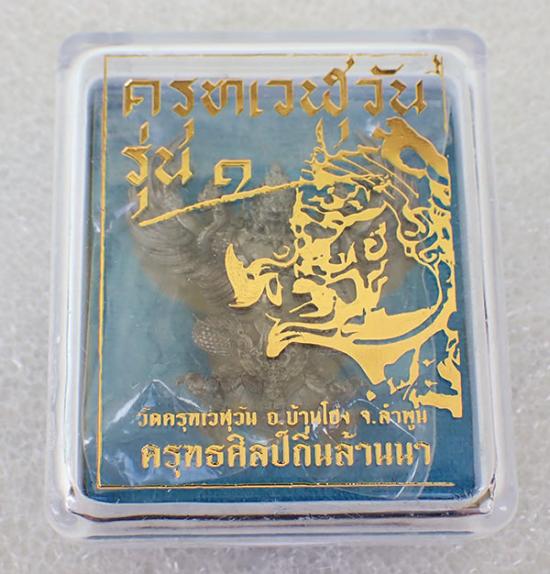 ครุฑเวฬุวัน
รุ่น ๑
วัดครุฑเวฬุวัน อ.บ้านโฮ่ง จ.ลำพูน
ครุฑศิลป์ถิ่นล้านนา